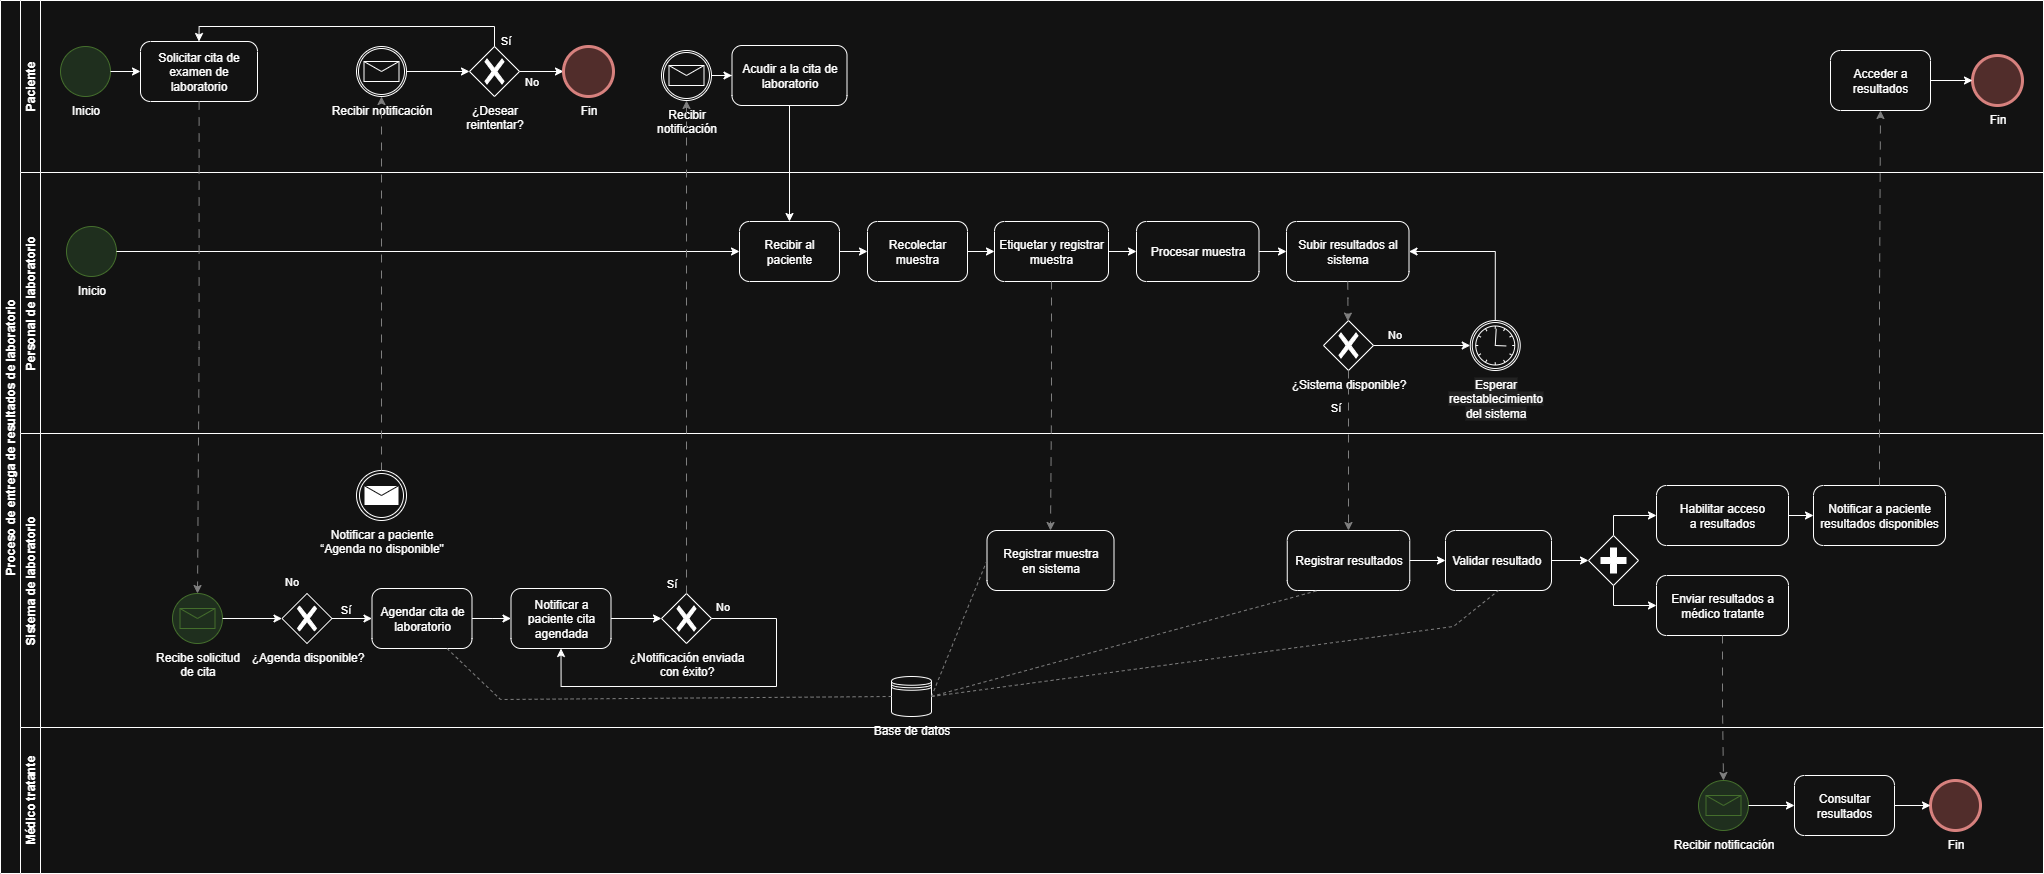 Proceso de entrega de resultados de laboratorio
Paciente
Inicio
Solicitar cita de
examen de
laboratorio
Recibir notificación
Sí
No
¿Desear
reintentar?
Fin
Recibir
notificación
Acudir a la cita de
laboratorio
Acceder a
resultados
Fin
Personal de laboratorio
Inicio
Recibir al
paciente
Recolectar
muestra
Etiquetar y registrar
muestra
Procesar muestra
Subir resultados al
sistema
No
¿Sistema disponible?
Sí
Esperar
reestablecimiento
del sistema
Sistema de laboratorio
Notificar a paciente
"Agenda no disponible"
Recibe solicitud
de cita
No
Sí
¿Agenda disponible?
Agendar cita de
laboratorio
Notificar a
paciente cita
agendada
Sí
No
¿Notificación enviada
con éxito?
Base de datos
Registrar muestra
en sistema
Registrar resultados
Validar resultado
Habilitar acceso
a resultados
Notificar a paciente
resultados disponibles
Enviar resultados a
médico tratante
Médico tratante
Recibir notificación
Consultar
resultados
Fin